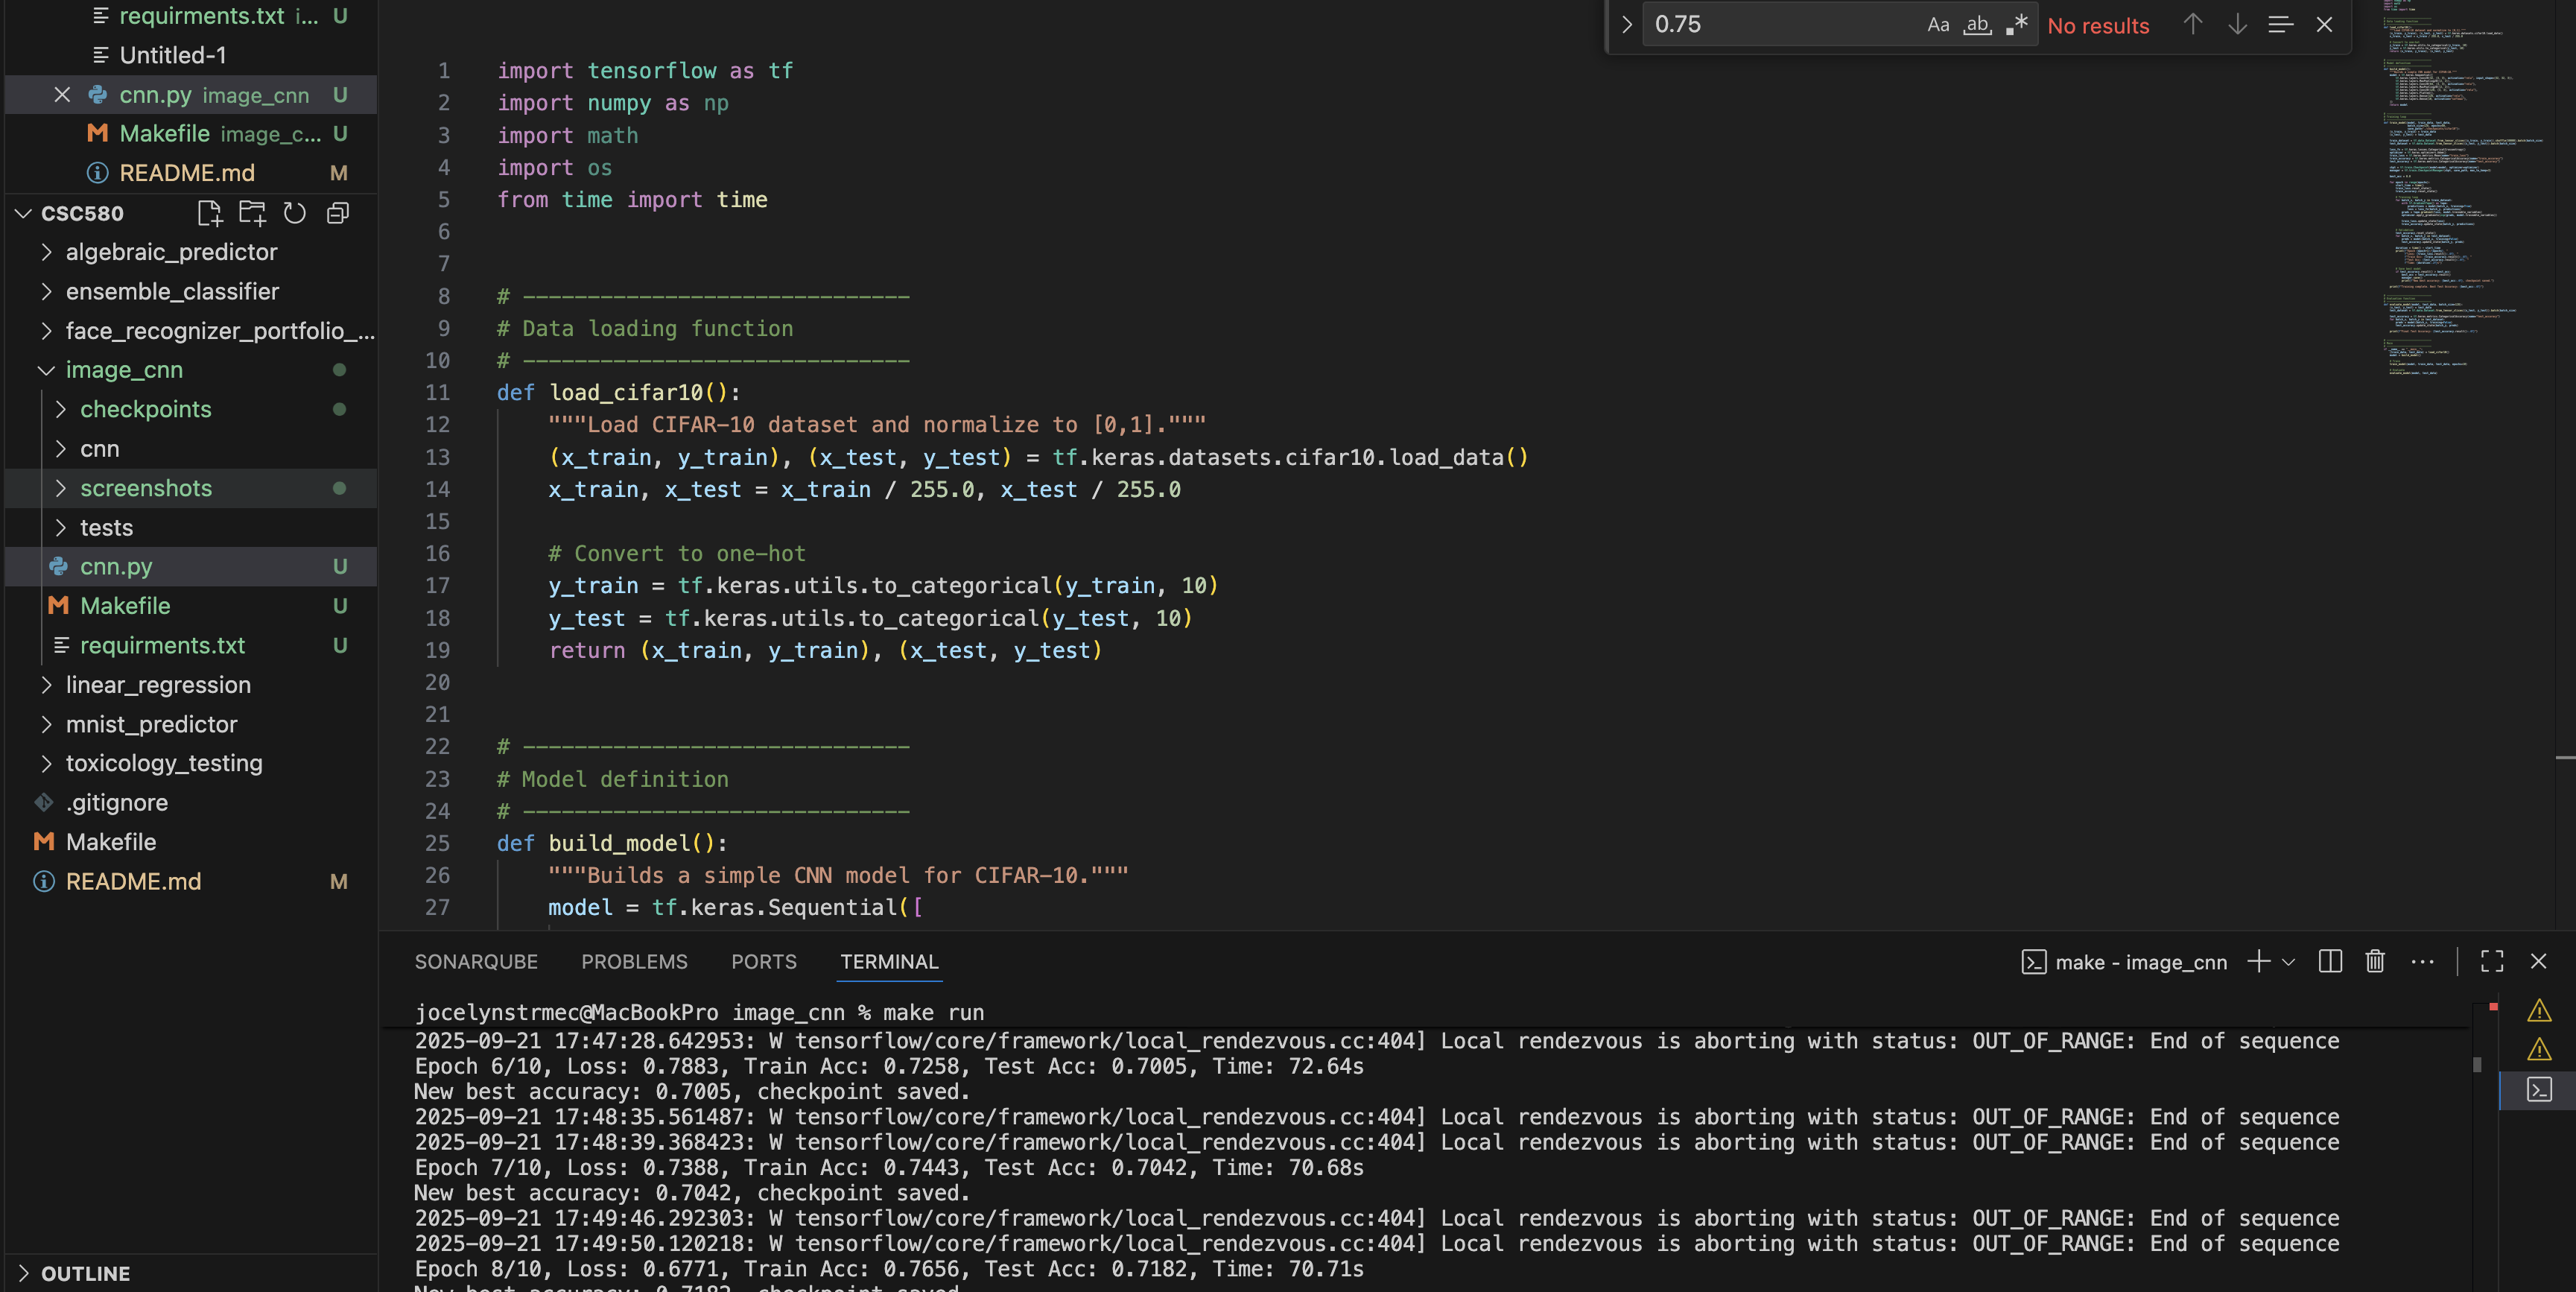 requirments.txt i... U
Untitled-1
cnn.py image_cnn U
Makefile image_c... U
README.md M
CSC580
algebraic_predictor
ensemble_classifier
face_recognizer_portfolio_...
image_cnn
checkpoints
cnn
screenshots
tests
cnn.py U
Makefile U
requirments.txt U
linear_regression
mnist_predictor
toxicology_testing
.gitignore
Makefile
README.md M
OUTLINE
0.75 Aa ab .* No results
1 import tensorflow as tf
2 import numpy as np
3 import math
4 import os
5 from time import time
6
7
8 # ------------------------------
9 # Data loading function
10 # ------------------------------
11 def load_cifar10():
12 """Load CIFAR-10 dataset and normalize to [0,1]."""
13 (x_train, y_train), (x_test, y_test) = tf.keras.datasets.cifar10.load_data()
14 x_train, x_test = x_train / 255.0, x_test / 255.0
15
16 # Convert to one-hot
17 y_train = tf.keras.utils.to_categorical(y_train, 10)
18 y_test = tf.keras.utils.to_categorical(y_test, 10)
19 return (x_train, y_train), (x_test, y_test)
20
21
22 # ------------------------------
23 # Model definition
24 # ------------------------------
25 def build_model():
26 """Builds a simple CNN model for CIFAR-10."""
27 model = tf.keras.Sequential([
SONARQUBE PROBLEMS PORTS TERMINAL make - image_cnn
jocelynstrmec@MacBookPro image_cnn % make run
2025-09-21 17:47:28.642953: W tensorflow/core/framework/local_rendezvous.cc:404] Local rendezvous is aborting with status: OUT_OF_RANGE: End of sequence
Epoch 6/10, Loss: 0.7883, Train Acc: 0.7258, Test Acc: 0.7005, Time: 72.64s
New best accuracy: 0.7005, checkpoint saved.
2025-09-21 17:48:35.561487: W tensorflow/core/framework/local_rendezvous.cc:404] Local rendezvous is aborting with status: OUT_OF_RANGE: End of sequence
2025-09-21 17:48:39.368423: W tensorflow/core/framework/local_rendezvous.cc:404] Local rendezvous is aborting with status: OUT_OF_RANGE: End of sequence
Epoch 7/10, Loss: 0.7388, Train Acc: 0.7443, Test Acc: 0.7042, Time: 70.68s
New best accuracy: 0.7042, checkpoint saved.
2025-09-21 17:49:46.292303: W tensorflow/core/framework/local_rendezvous.cc:404] Local rendezvous is aborting with status: OUT_OF_RANGE: End of sequence
2025-09-21 17:49:50.120218: W tensorflow/core/framework/local_rendezvous.cc:404] Local rendezvous is aborting with status: OUT_OF_RANGE: End of sequence
Epoch 8/10, Loss: 0.6771, Train Acc: 0.7656, Test Acc: 0.7182, Time: 70.71s
New best accuracy: 0.7182, checkpoint saved.